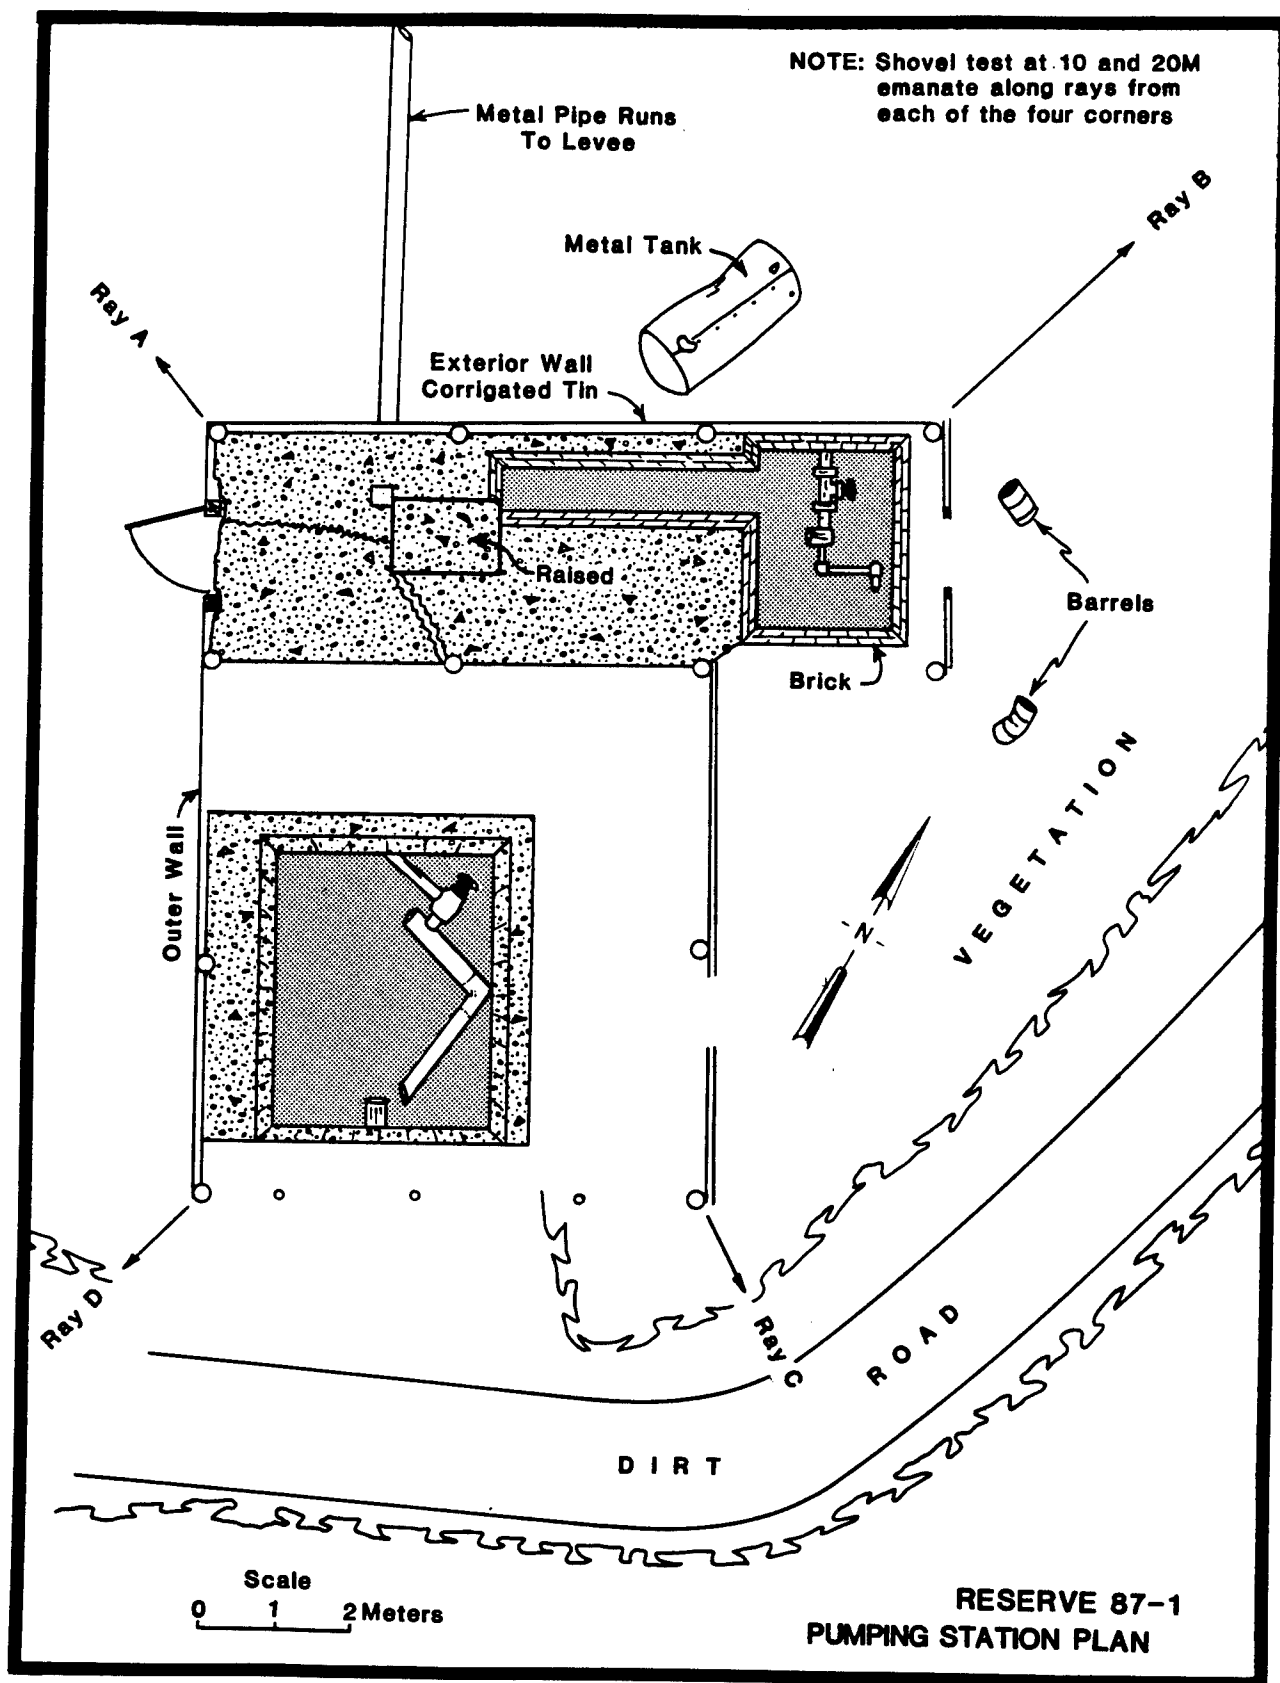 NOTE: Shovel test at 10 and 20M
emanate along rays from
each of the four corners
Metal Pipe Runs
To Levee
Ray B
Metal Tank
Ray A
Exterior Wall
Corrigated Tin
Raised
Barrels
Brick
VEGETATION
Outer Wall
N
Ray D
Ray C
ROAD
DIRT
Scale
0 1 2 Meters
RESERVE 87-1
PUMPING STATION PLAN